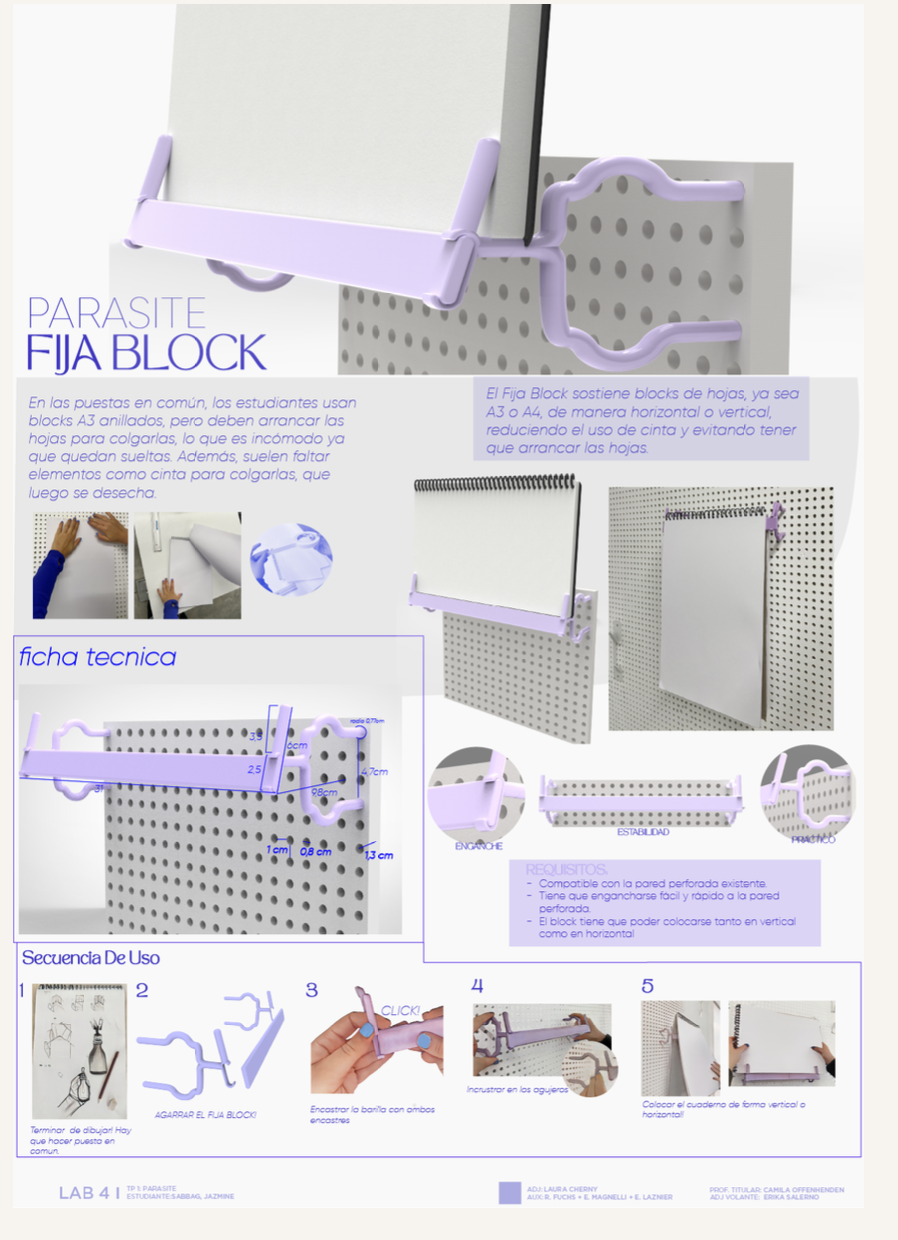 PARASITE
FIJA BLOCK
En las puestas en común, los estudiantes usan
blocks A3 anillados, pero deben arrancar las
hojas para colgarlas, lo que es incómodo ya
que quedan sueltas. Además, suelen faltar
elementos como cinta para colgarlas, que
luego se desecha.
El Fija Block sostiene blocks de hojas, ya sea
A3 o A4, de manera horizontal o vertical,
reduciendo el uso de cinta y evitando tener
que arrancar las hojas.
ficha tecnica
radio 0,77cm
3,5
6cm
2,5
4,7cm
31
9,8cm
1 cm
0,8 cm
1,3 cm
ENGANCHE
ESTABILIDAD
PRACTICO
REQUISITOS.
- Compatible con la pared perforada existente.
- Tiene que engancharse fácil y rápido a la pared
perforada.
- El block tiene que poder colocarse tanto en vertical
como en horizontal
Secuencia De Uso
1
2
3
4
5
CLICK!
Terminar de dibujar! Hay
que hacer puesta en
comun.
AGARRAR EL FIJA BLOCK!
Encastrar la barilla con ambos
encastres
Incrustrar en los agujeros
Colocar el cuaderno de forma vertical o
horizontal!
LAB 4 I
TP 1: PARASITE
ESTUDIANTE:SABBAG, JAZMINE
ADJ: LAURA CHERNY
AUX: R. FUCHS + E. MAGNELLI + E. LAZNIER
PROF. TITULAR: CAMILA OFFENHENDEN
ADJ VOLANTE: ERIKA SALERNO